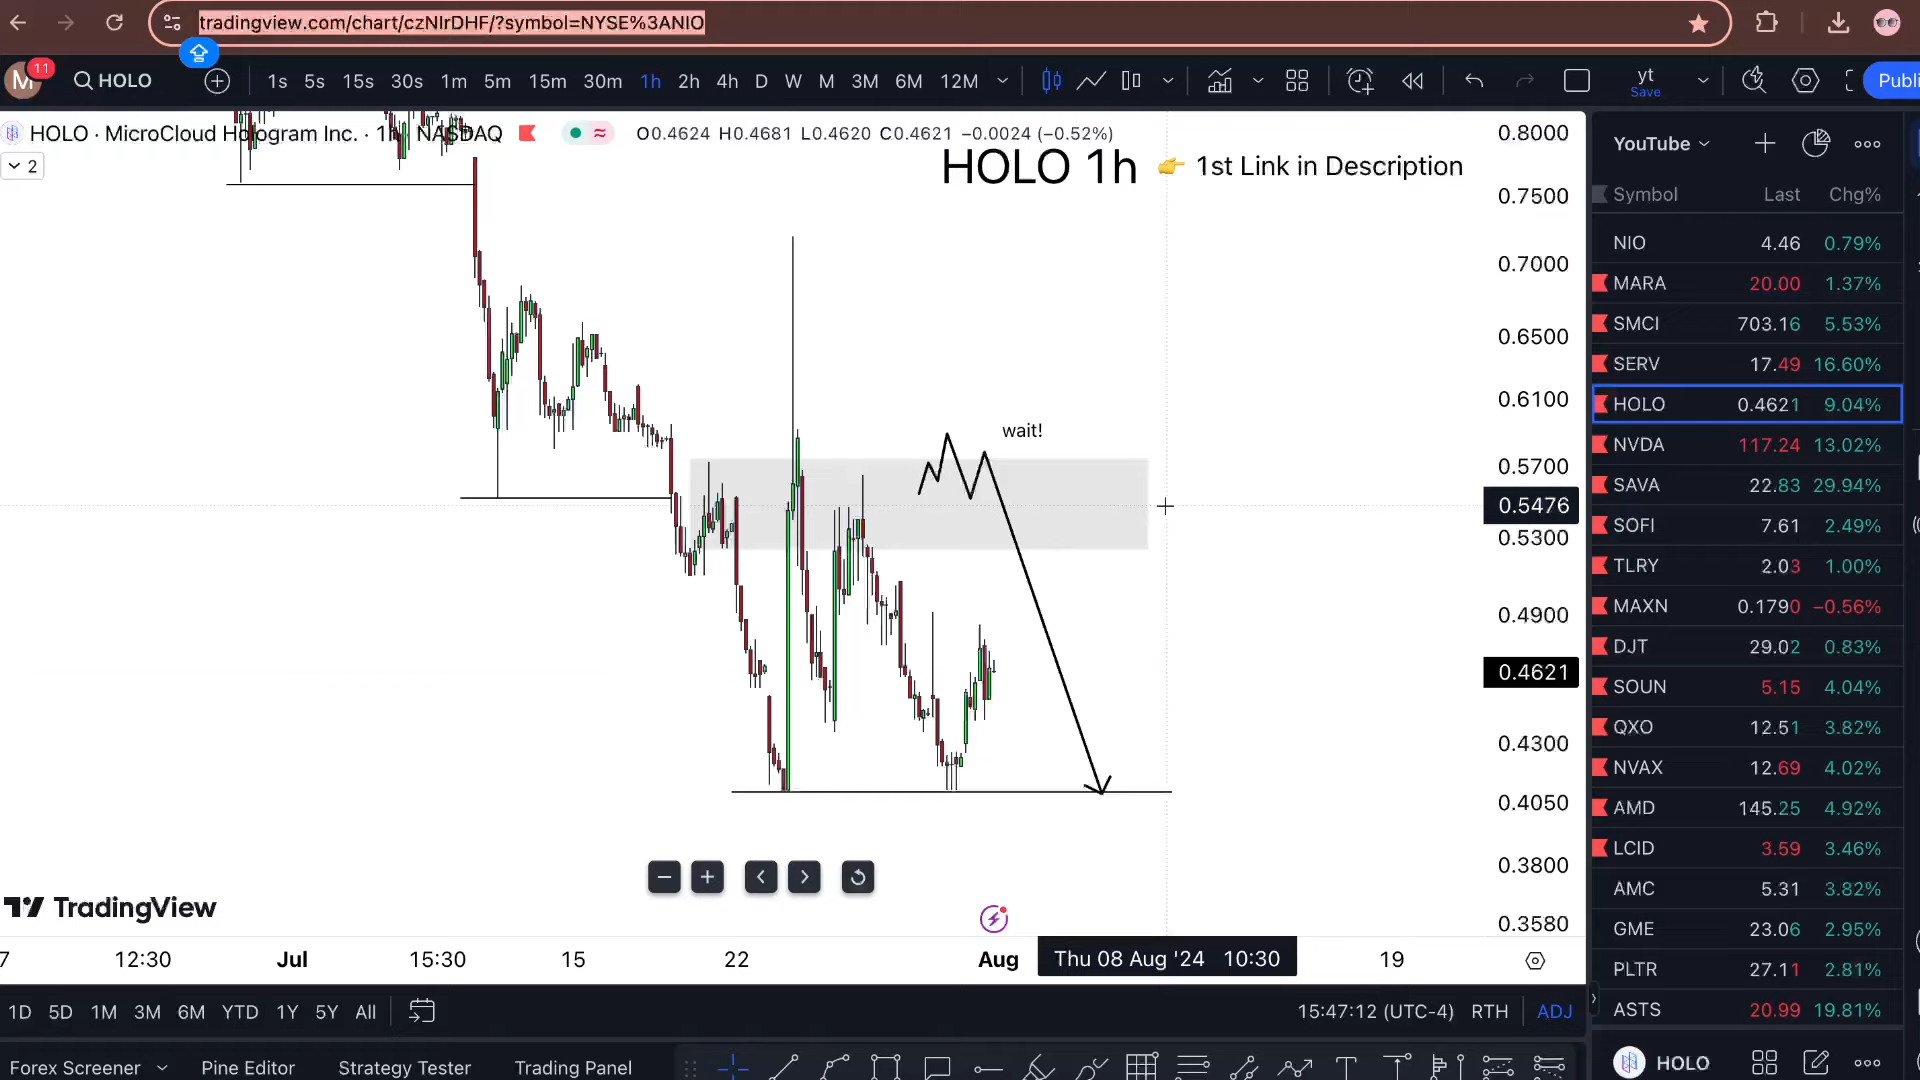 tradingview.com/chart/czNIrDHF/?symbol=NYSE%3ANIO
M 11 HOLO 1s 5s 15s 30s 1m 5m 15m 30m 1h 2h 4h D W M 3M 6M 12M yt Save Publi
HOLO · MicroCloud Hologram Inc. · 1h · NASDAQ O0.4624 H0.4681 L0.4620 C0.4621 −0.0024 (−0.52%)
2
HOLO 1h 👉 1st Link in Description
wait!
0.8000
0.7500
0.7000
0.6500
0.6100
0.5700
0.5476
0.5300
0.4900
0.4621
0.4300
0.4050
0.3800
0.3580
TradingView
7 12:30 Jul 15:30 15 22 Aug Thu 08 Aug '24 10:30 19
1D 5D 1M 3M 6M YTD 1Y 5Y All 15:47:12 (UTC-4) RTH ADJ
Forex Screener Pine Editor Strategy Tester Trading Panel
YouTube
Symbol Last Chg%
NIO 4.46 0.79%
MARA 20.00 1.37%
SMCI 703.16 5.53%
SERV 17.49 16.60%
HOLO 0.4621 9.04%
NVDA 117.24 13.02%
SAVA 22.83 29.94%
SOFI 7.61 2.49%
TLRY 2.03 1.00%
MAXN 0.1790 −0.56%
DJT 29.02 0.83%
SOUN 5.15 4.04%
QXO 12.51 3.82%
NVAX 12.69 4.02%
AMD 145.25 4.92%
LCID 3.59 3.46%
AMC 5.31 3.82%
GME 23.06 2.95%
PLTR 27.11 2.81%
ASTS 20.99 19.81%
HOLO